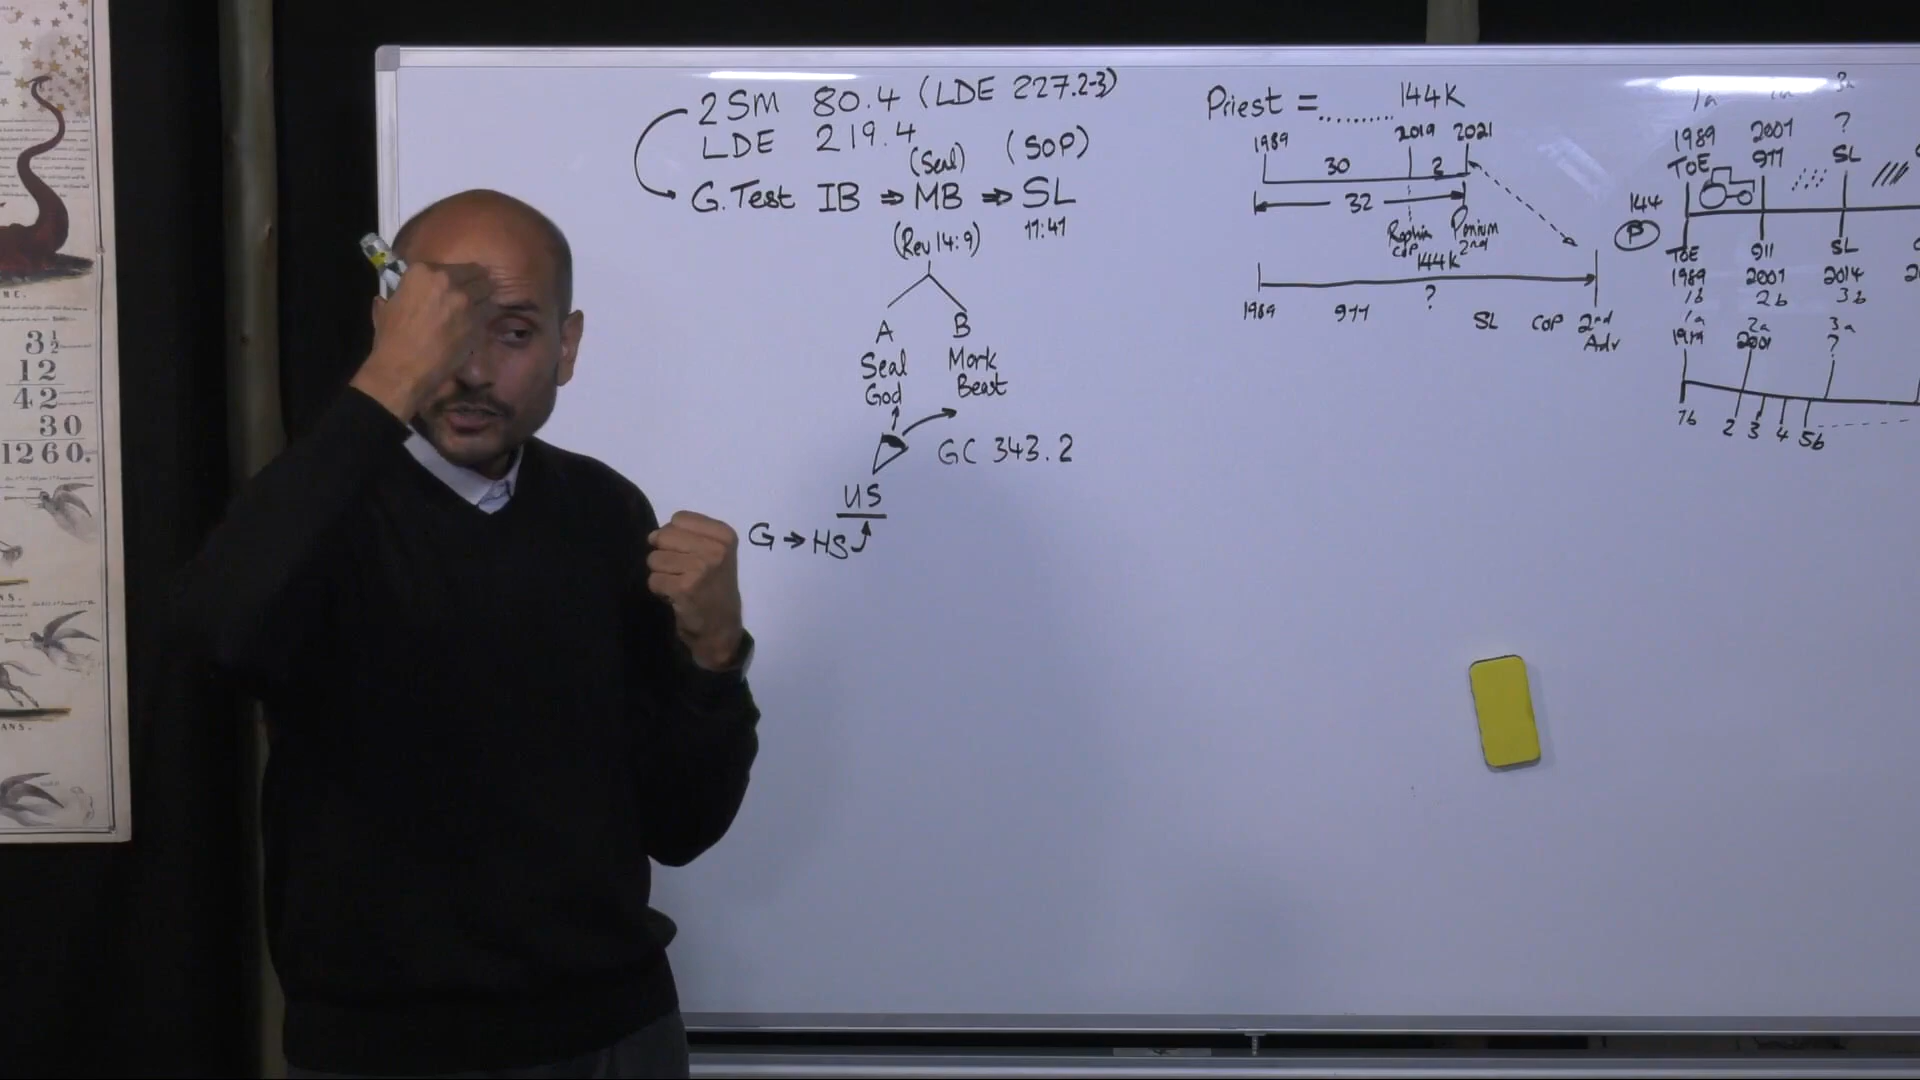 2SM 80.4 (LDE 227.2-3)
LDE 219.4
(Seal) (SOP)
G.Test IB ⇒ MB ⇒ SL
(Rev 14:9) 11:41
A B
Seal God
Mark Beast
GC 343.2
US
G → HS
Priest = .......... 144K
1989 2019 2021
30 2
32
Raphia Panium
CoP 2nd
144K
?
1989 911 SL CoP 2nd Adv
1a
1989 2001 ?
TOE 911 SL
144
P
TOE 911 SL
1989 2001 2014
1b 2b 3b
1a 2a 3a
1989 2001 ?
1b 2 3 4 5b
3½
12
42
30
1260.